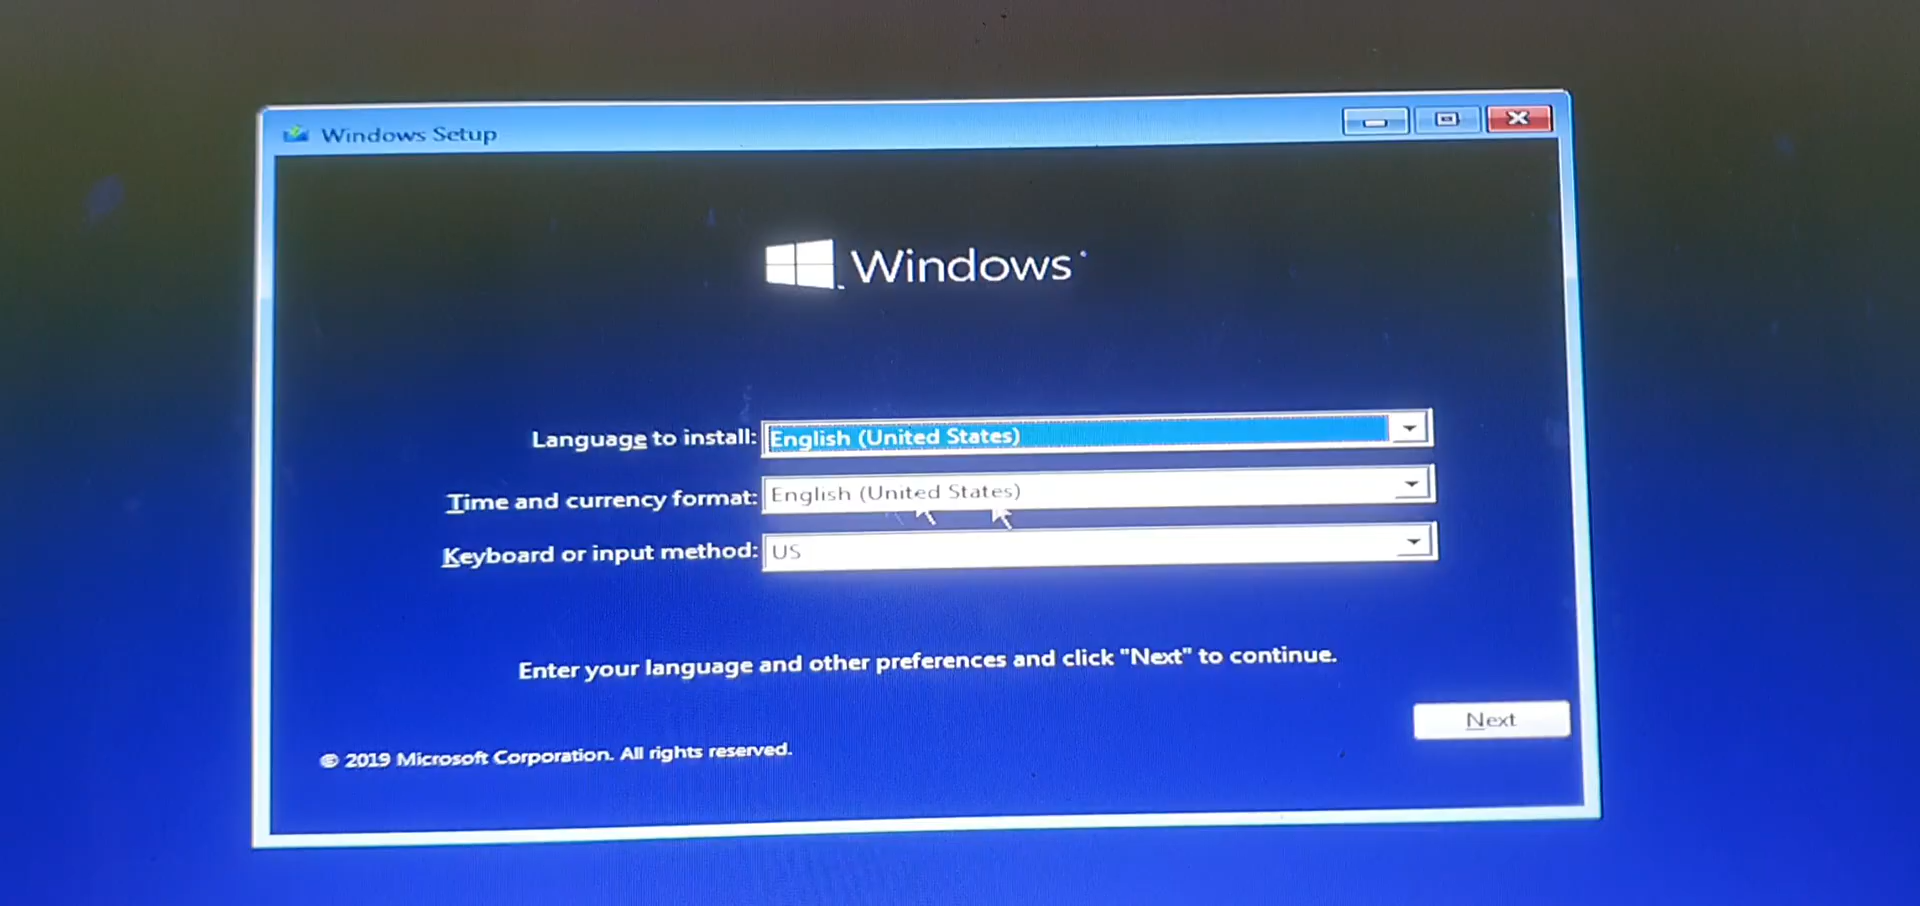 Windows Setup
Windows
Language to install: English (United States)
Time and currency format: English (United States)
Keyboard or input method: US
Enter your language and other preferences and click "Next" to continue.
Next
© 2019 Microsoft Corporation. All rights reserved.